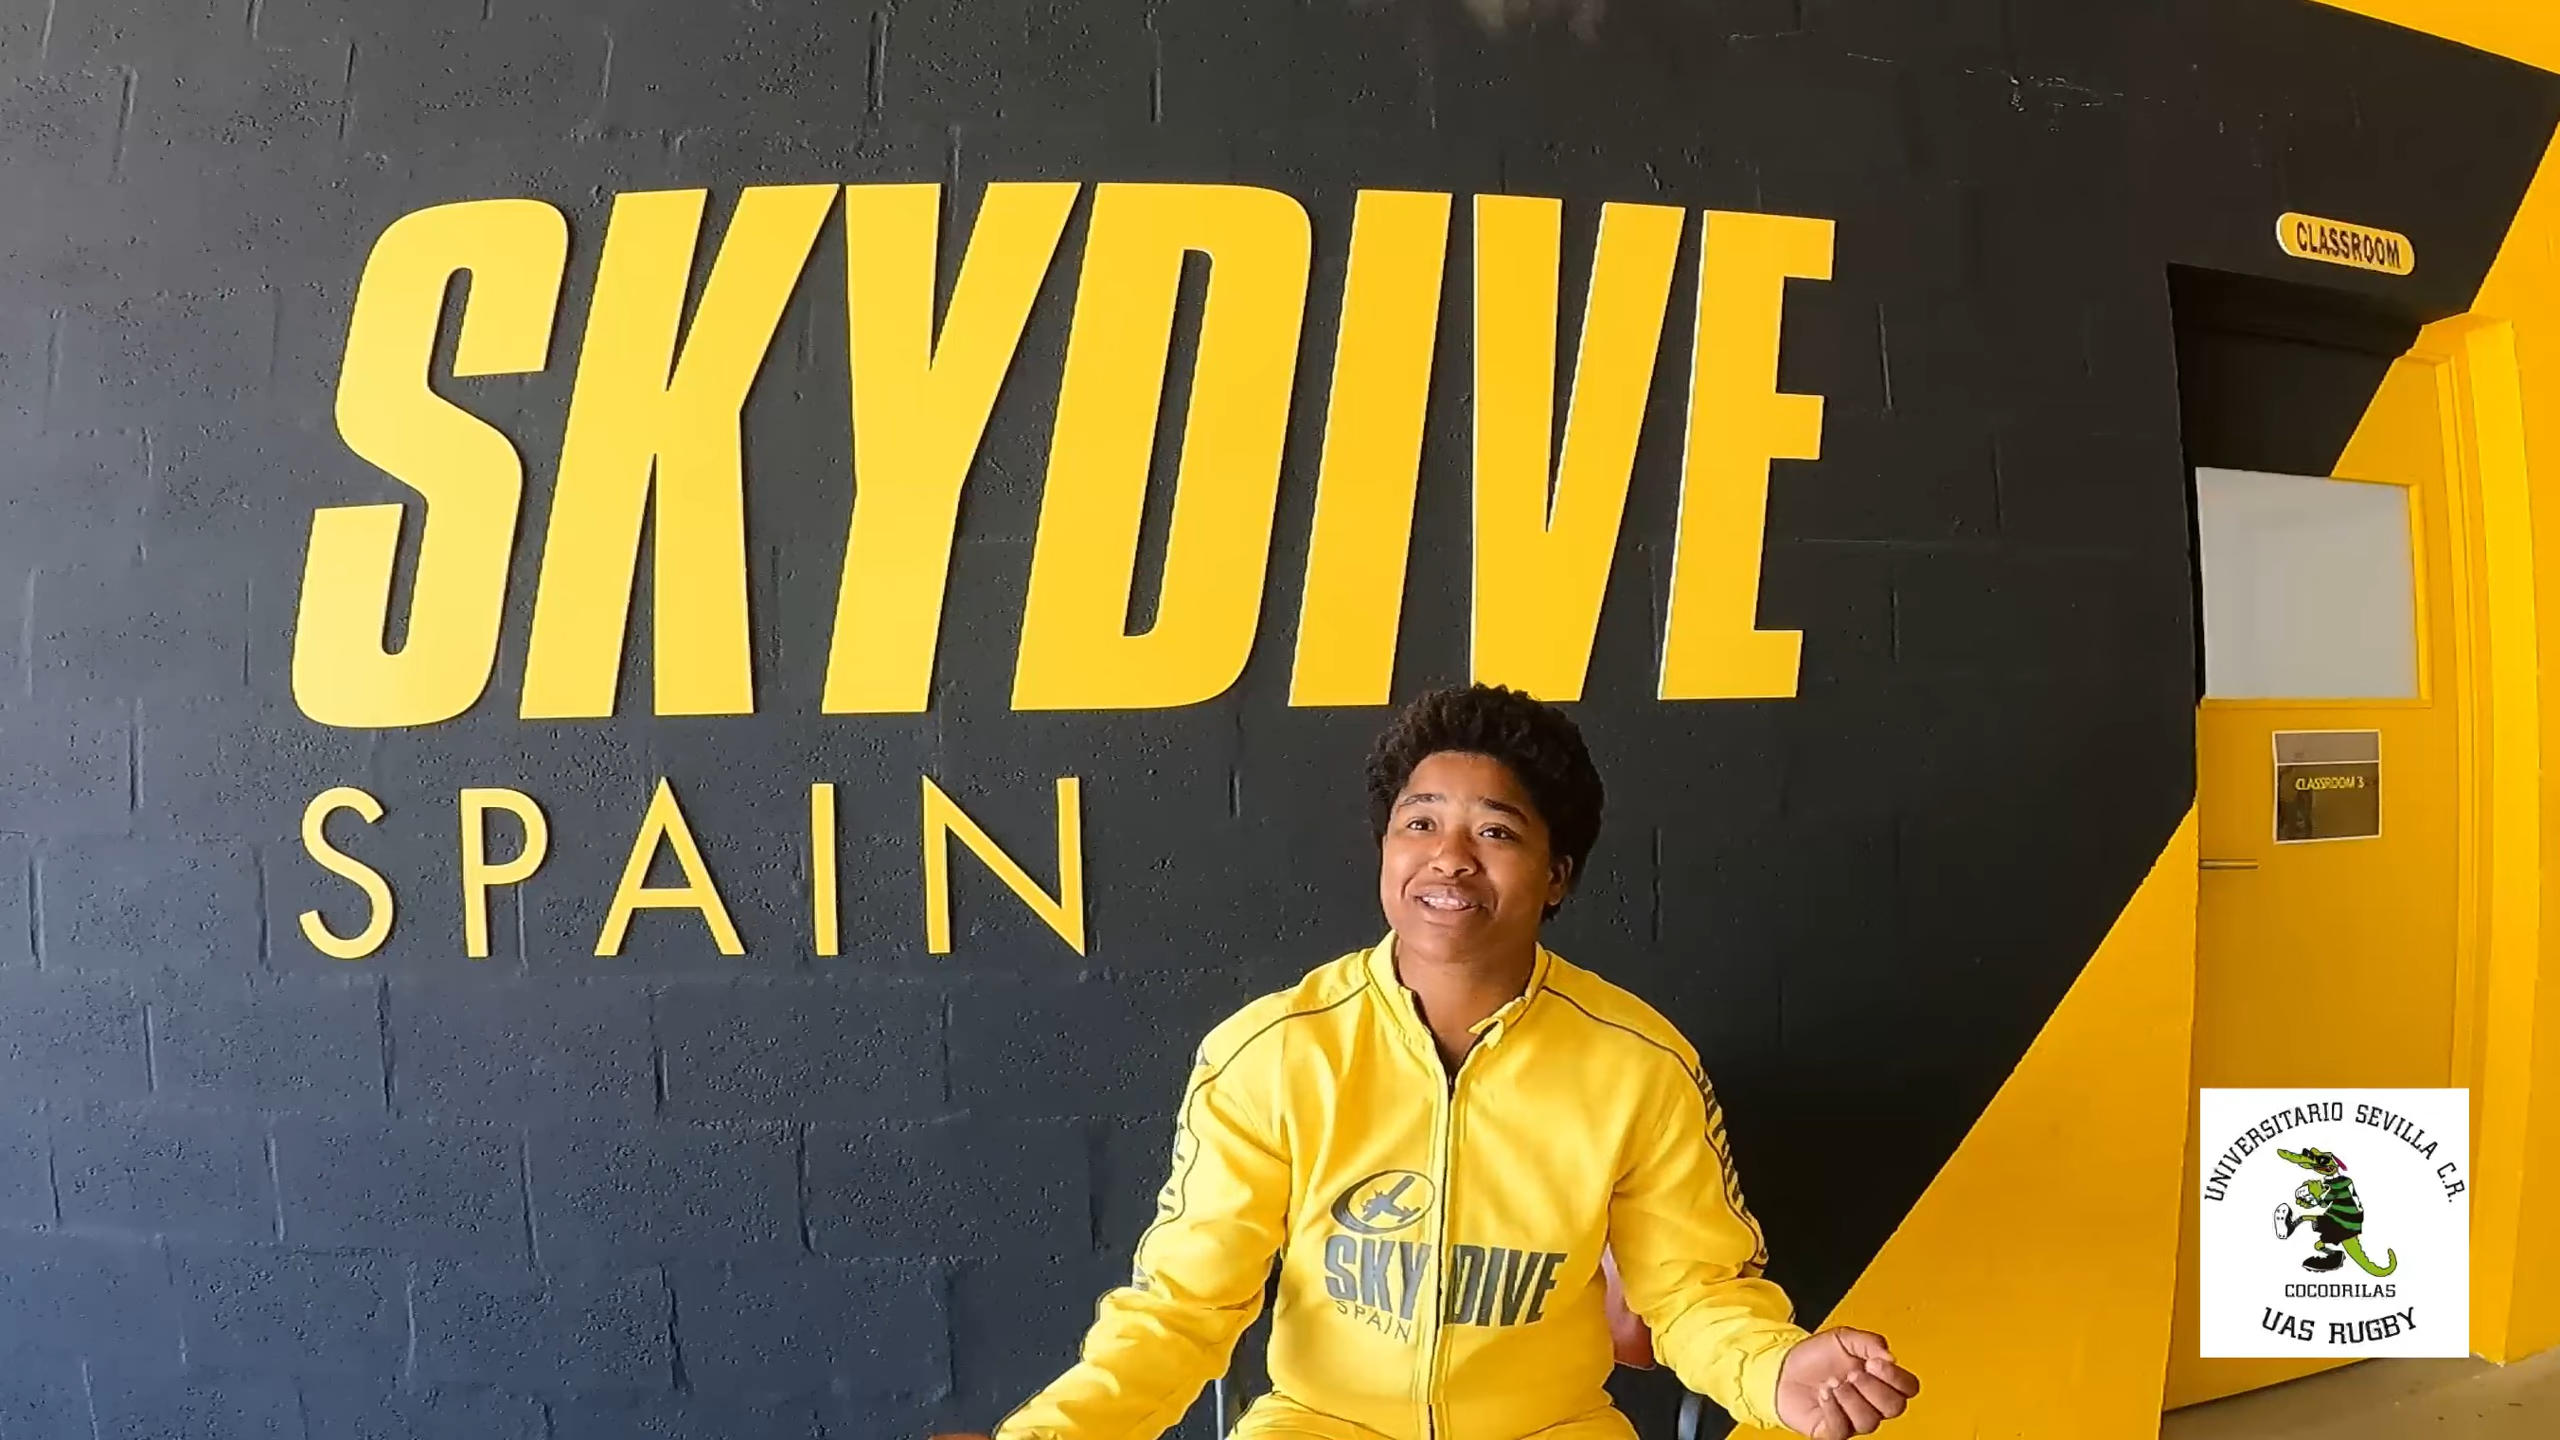 SKYDIVE
SPAIN
CLASSROOM
CLASSROOM 3
SKYDIVE
SPAIN
UNIVERSITARIO SEVILLA C.R.
COCODRILAS
UAS RUGBY